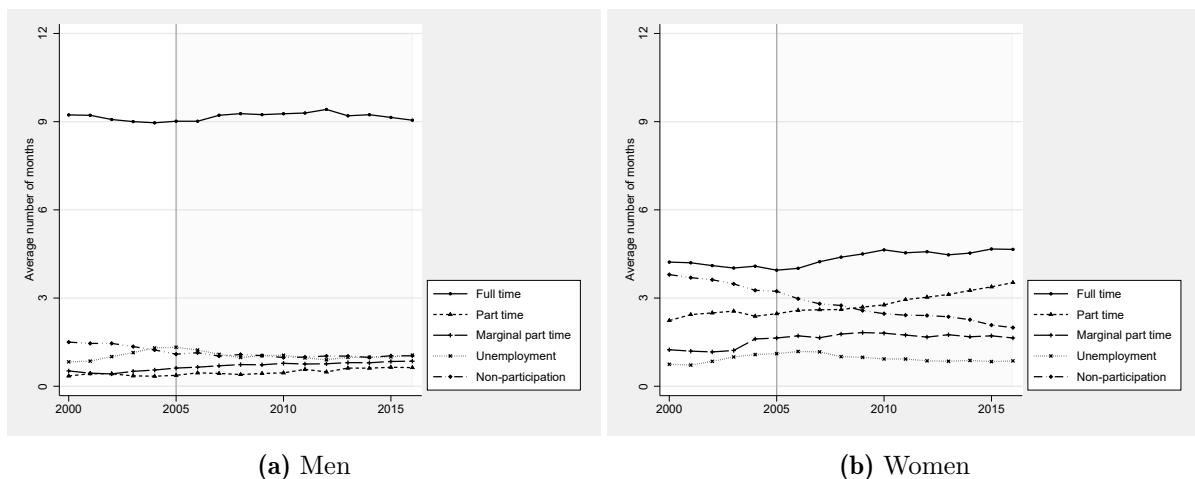 Average number of months
12
9
6
3
0
2000 2005 2010 2015
Full time
Part time
Marginal part time
Unemployment
Non-participation
(a) Men
Average number of months
12
9
6
3
0
2000 2005 2010 2015
Full time
Part time
Marginal part time
Unemployment
Non-participation
(b) Women